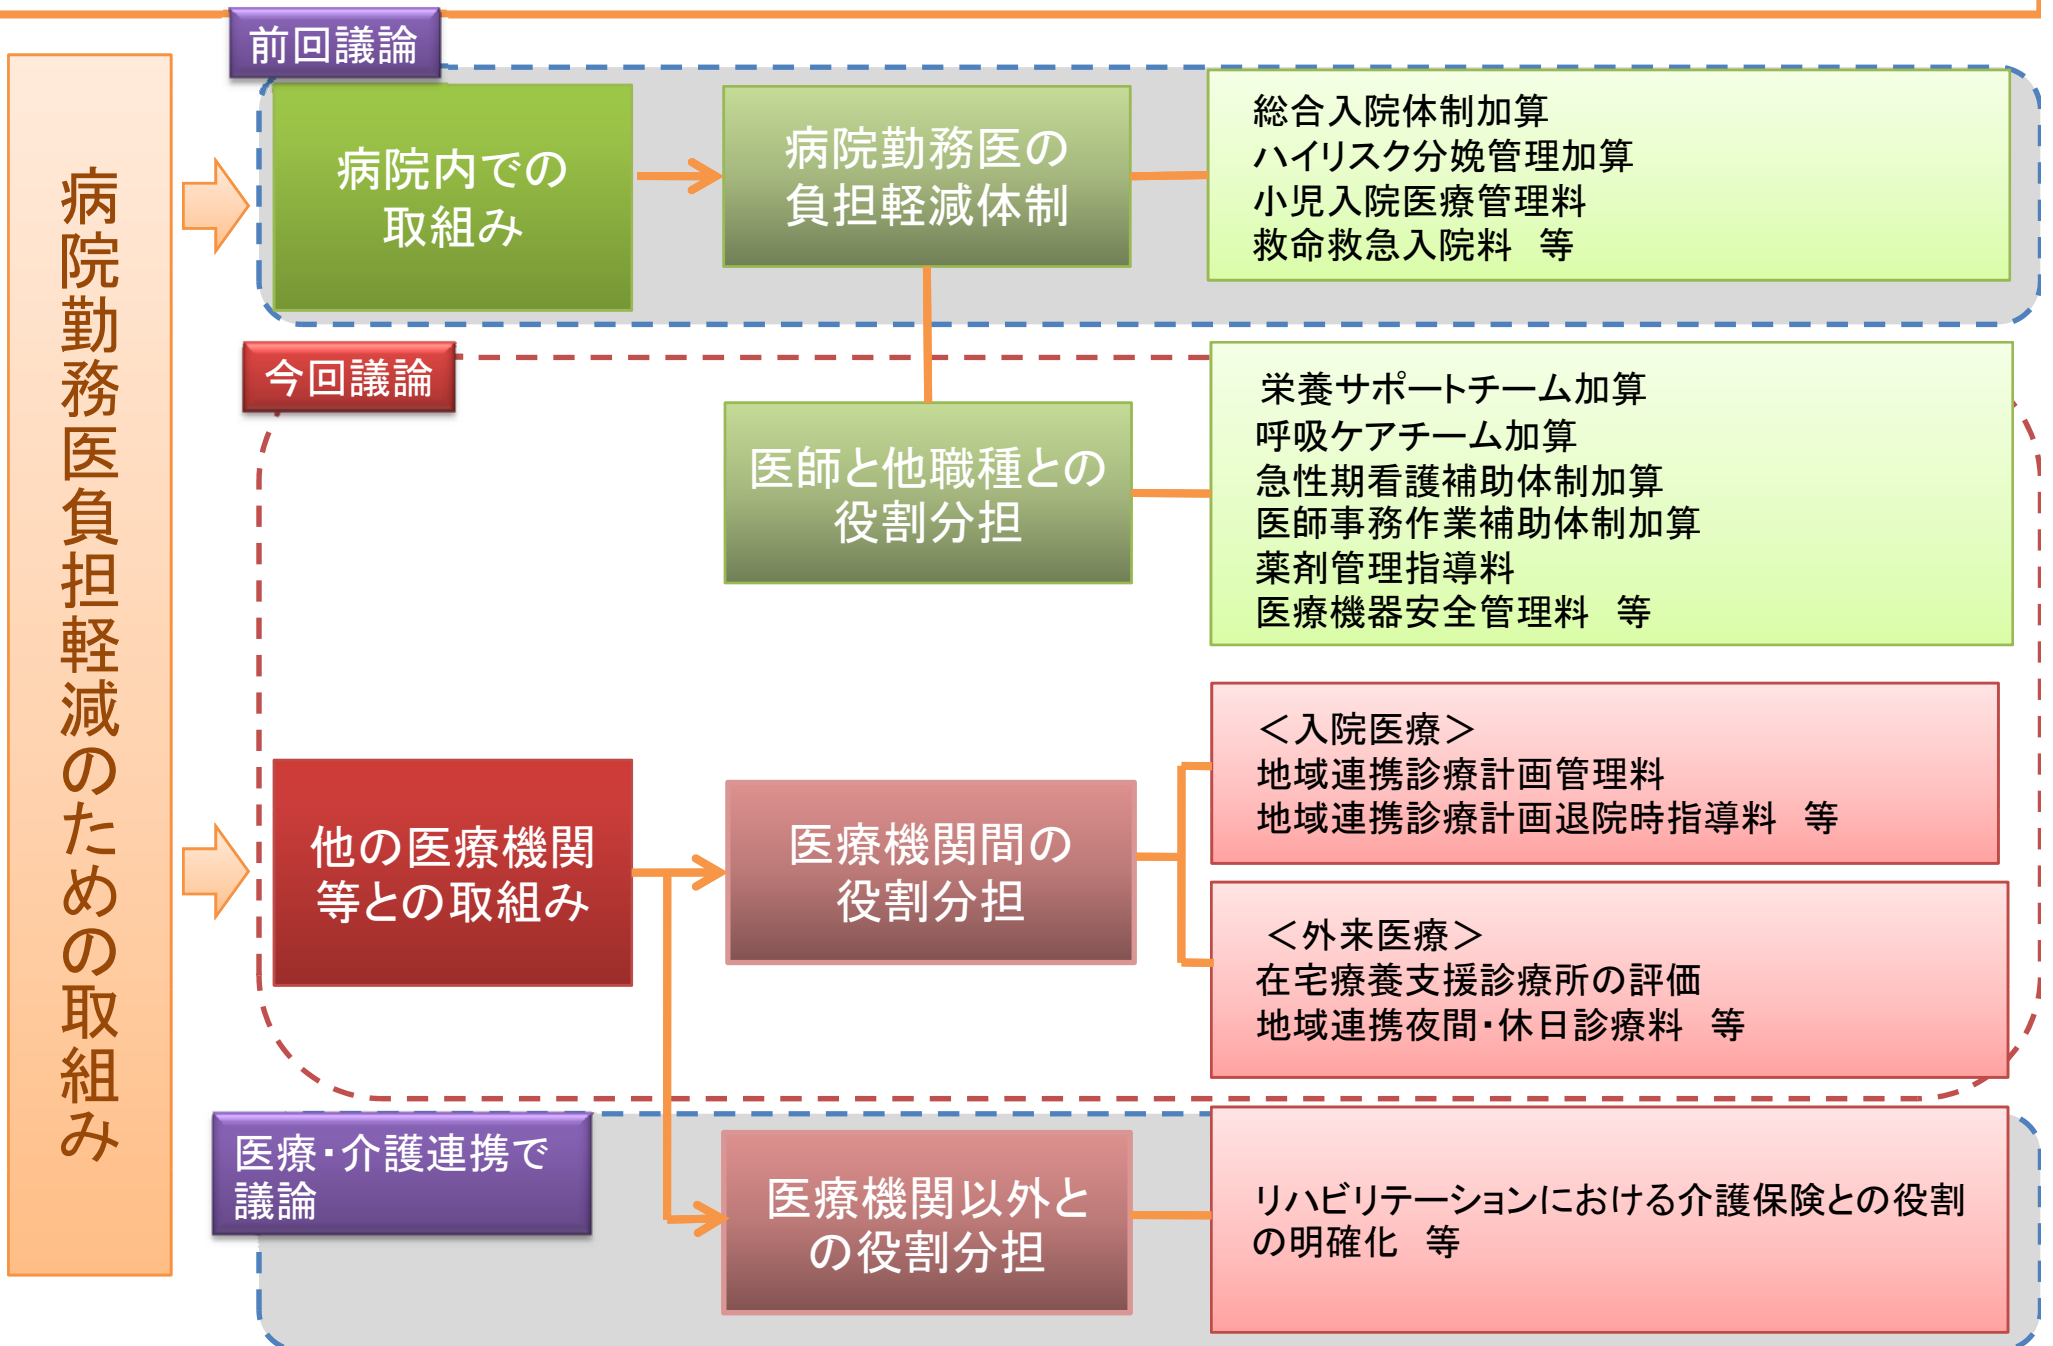 病院勤務医負担軽減のための取組み
前回議論
病院内での
取組み
病院勤務医の
負担軽減体制
総合入院体制加算
ハイリスク分娩管理加算
小児入院医療管理料
救命救急入院料　等
今回議論
医師と他職種との
役割分担
栄養サポートチーム加算
呼吸ケアチーム加算
急性期看護補助体制加算
医師事務作業補助体制加算
薬剤管理指導料
医療機器安全管理料　等
他の医療機関
等との取組み
医療機関間の
役割分担
＜入院医療＞
地域連携診療計画管理料
地域連携診療計画退院時指導料　等
＜外来医療＞
在宅療養支援診療所の評価
地域連携夜間・休日診療料　等
医療・介護連携で
議論
医療機関以外と
の役割分担
リハビリテーションにおける介護保険との役割
の明確化　等